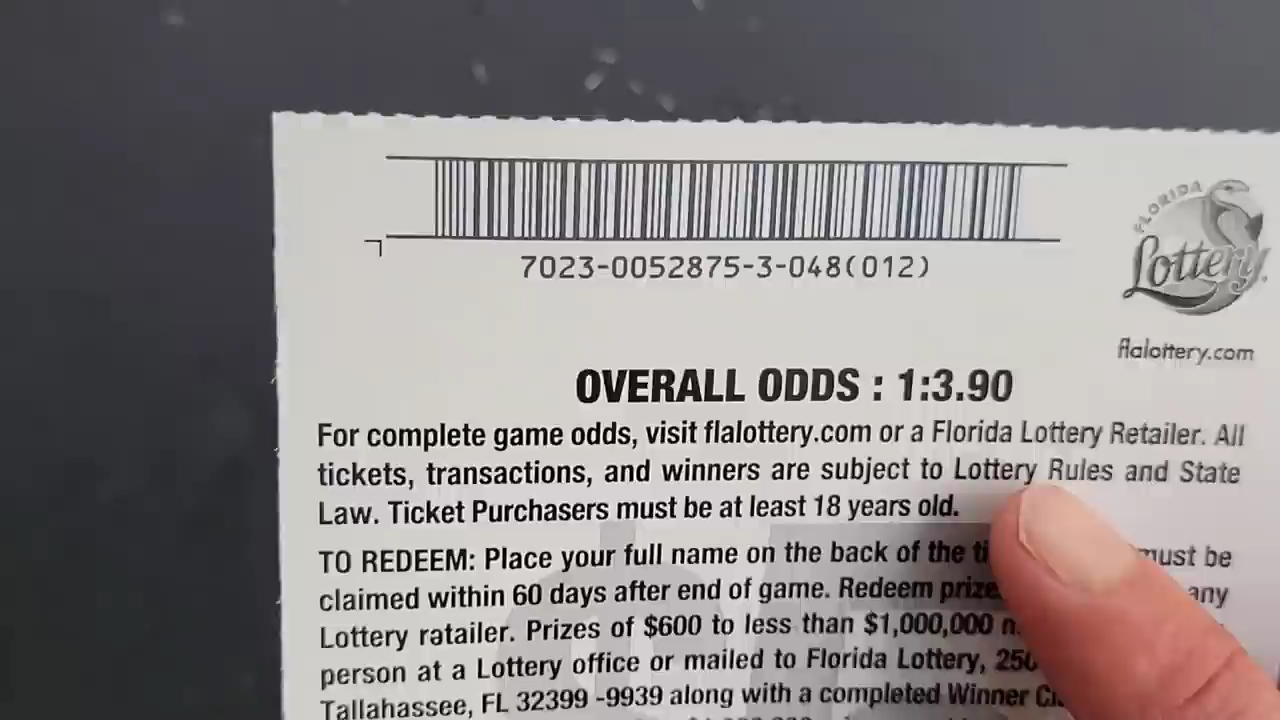 7023-0052875-3-048(012)
FLORIDA
Lottery
flalottery.com
OVERALL ODDS : 1:3.90
For complete game odds, visit flalottery.com or a Florida Lottery Retailer. All
tickets, transactions, and winners are subject to Lottery Rules and State
Law. Ticket Purchasers must be at least 18 years old.
TO REDEEM: Place your full name on the back of the must be
claimed within 60 days after end of game. Redeem any
Lottery ratailer. Prizes of $600 to less than $1,000,000
person at a Lottery office or mailed to Florida Lottery,
Tallahassee, FL 32399 -9939 along with a completed Winner